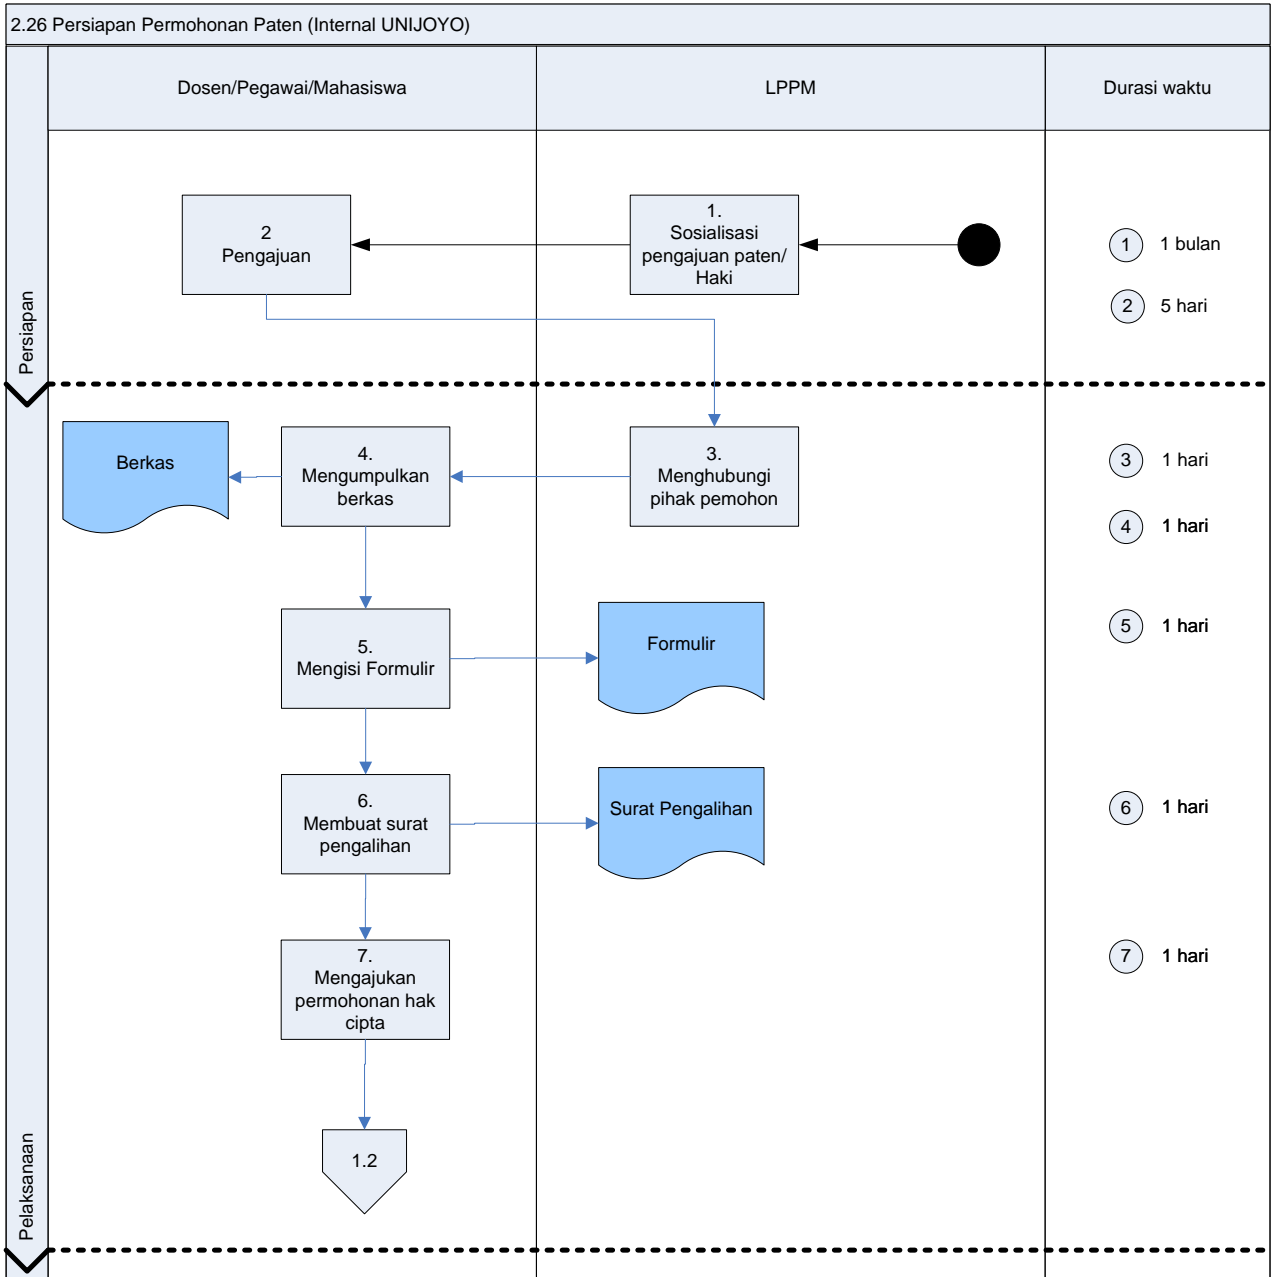 2.26 Persiapan Permohonan Paten (Internal UNIJOYO)
Dosen/Pegawai/Mahasiswa
LPPM
Durasi waktu
Persiapan
2
Pengajuan
1.
Sosialisasi
pengajuan paten/
Haki
1 1 bulan
2 5 hari
Pelaksanaan
Berkas
4.
Mengumpulkan
berkas
3.
Menghubungi
pihak pemohon
3 1 hari
4 1 hari
5.
Mengisi Formulir
Formulir
5 1 hari
6.
Membuat surat
pengalihan
Surat Pengalihan
6 1 hari
7.
Mengajukan
permohonan hak
cipta
7 1 hari
1.2